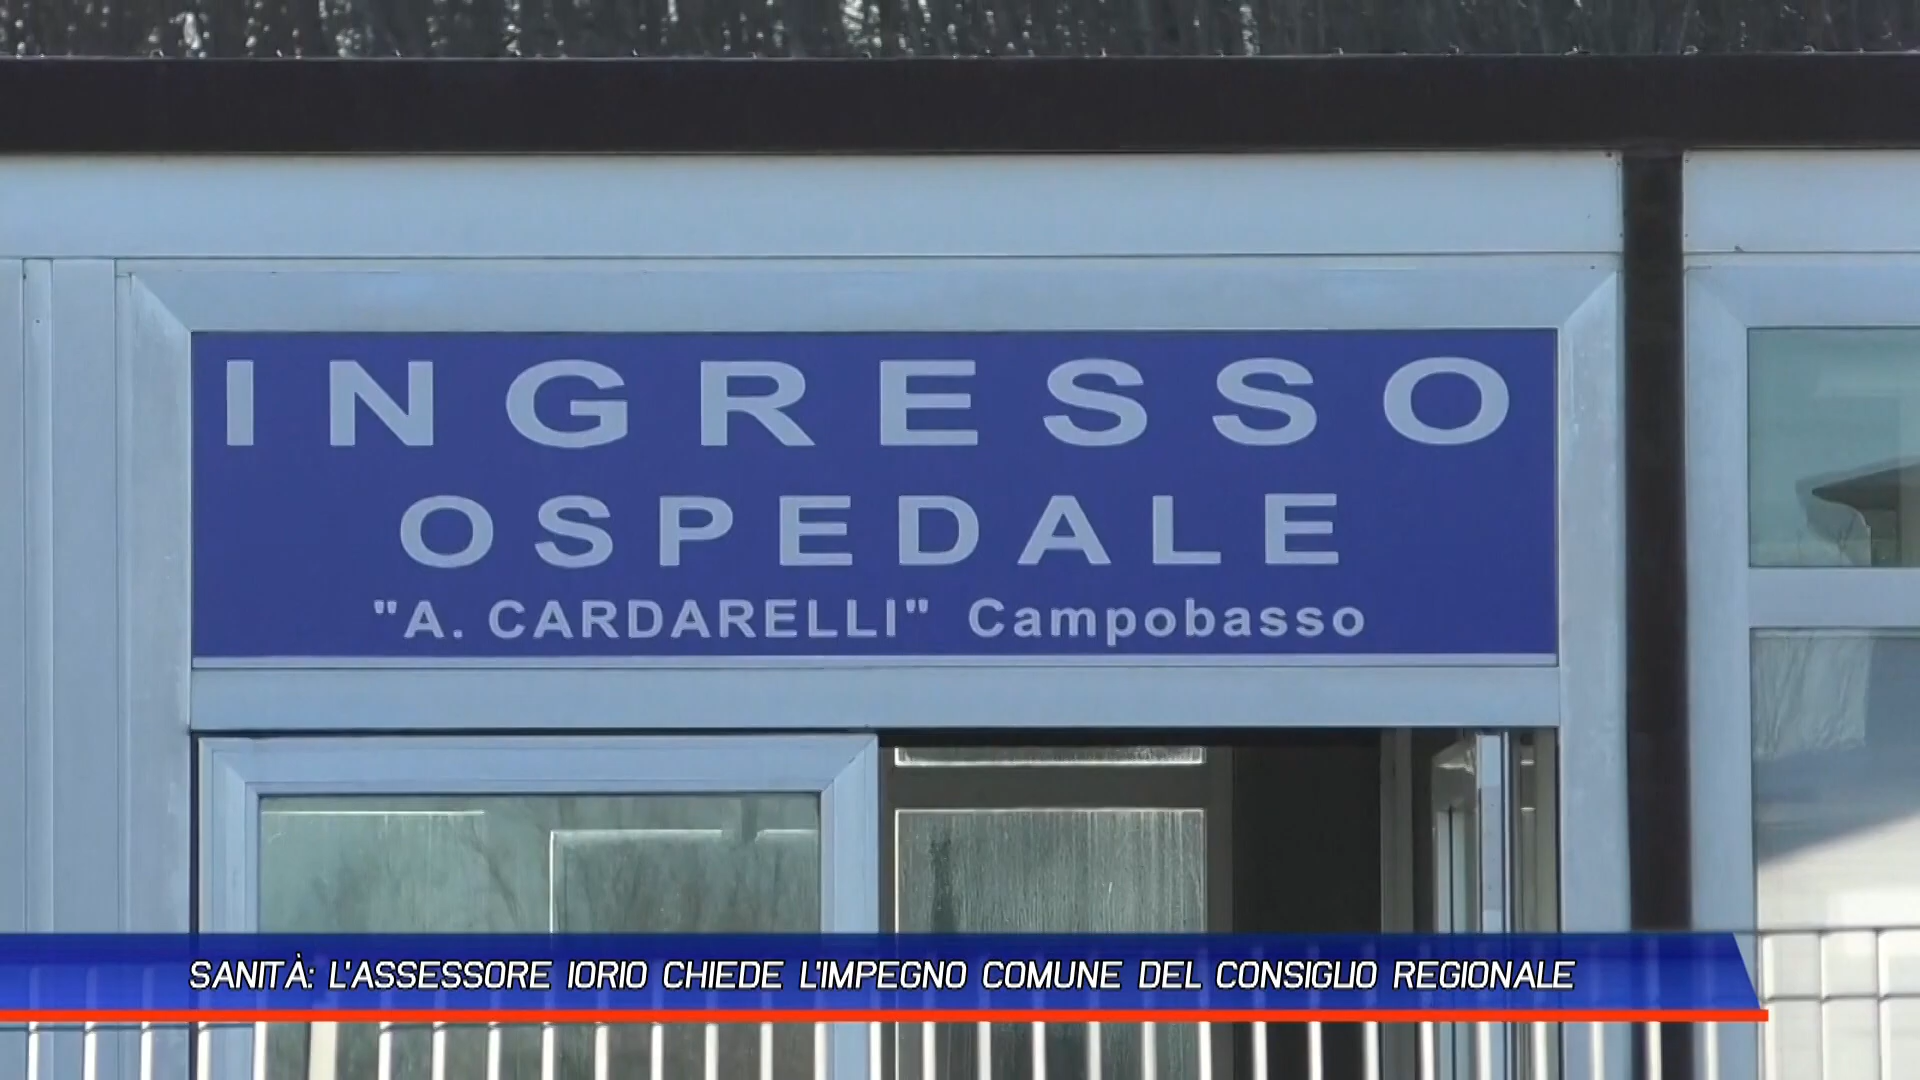 INGRESSO
OSPEDALE
"A. CARDARELLI" Campobasso
SANITÀ: L'ASSESSORE IORIO CHIEDE L'IMPEGNO COMUNE DEL CONSIGLIO REGIONALE